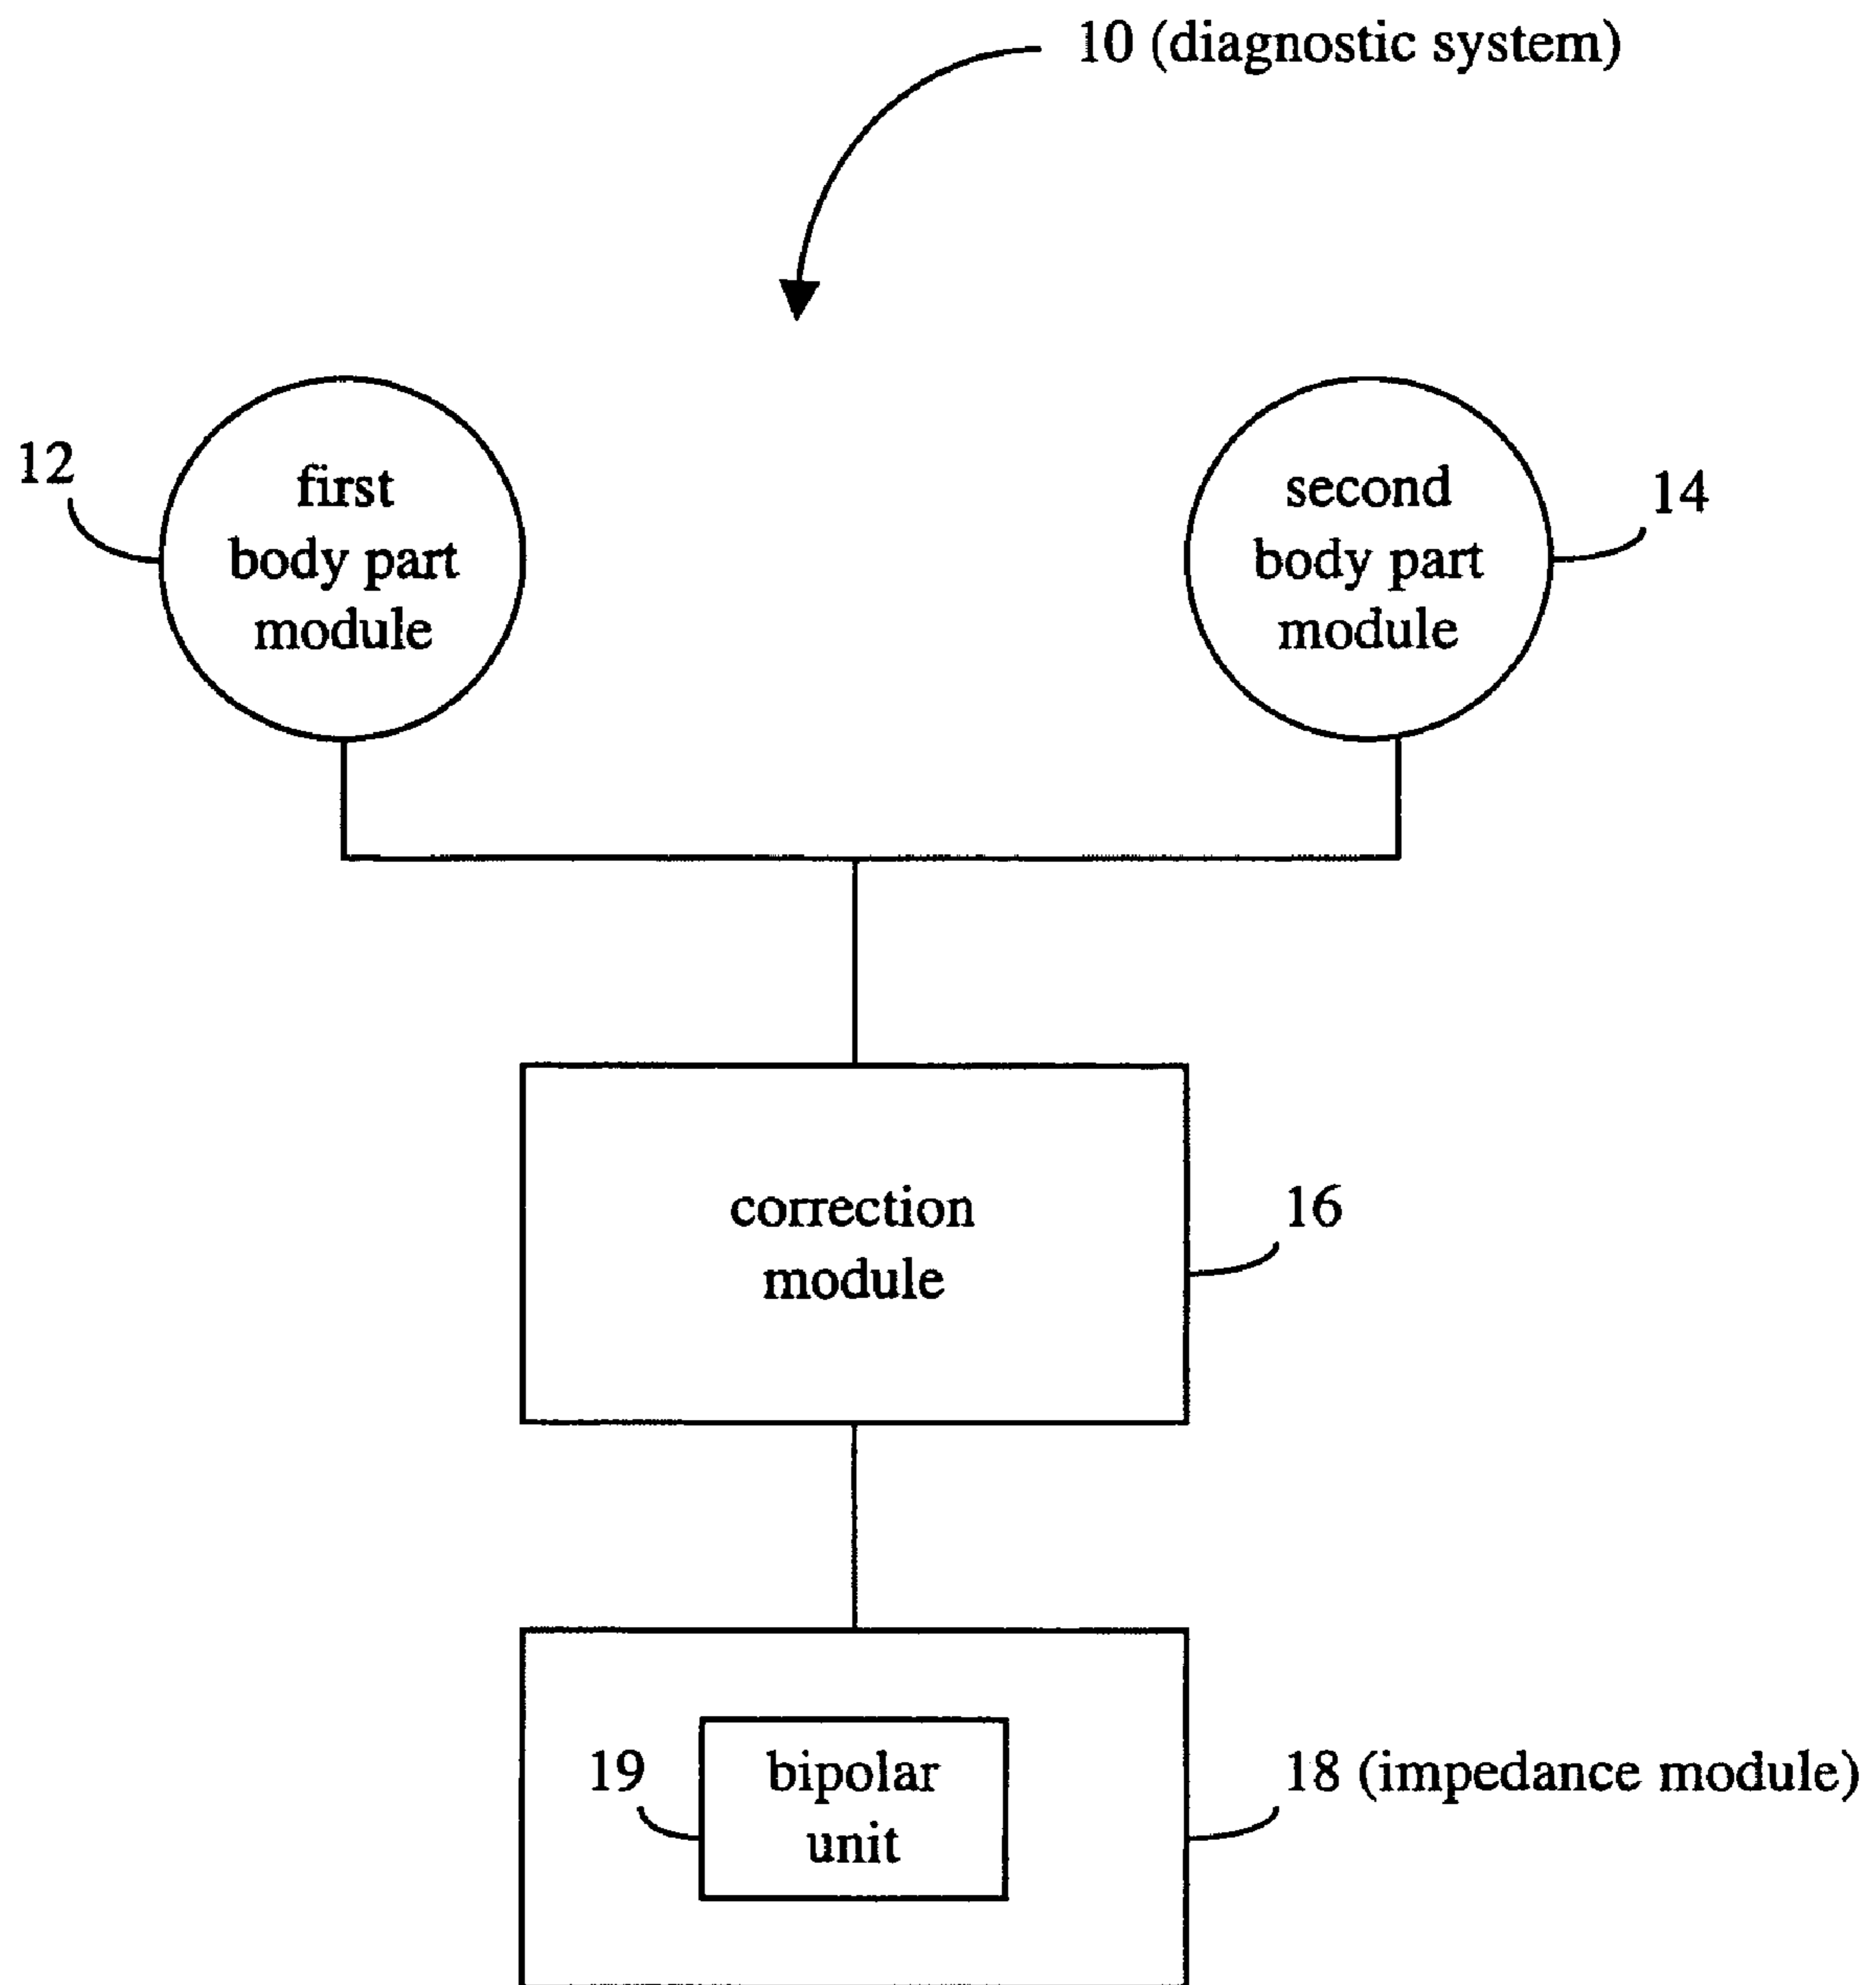 10 (diagnostic system)
12
first
body part
module
second
body part
module
14
correction
module
16
19
bipolar
unit
18 (impedance module)